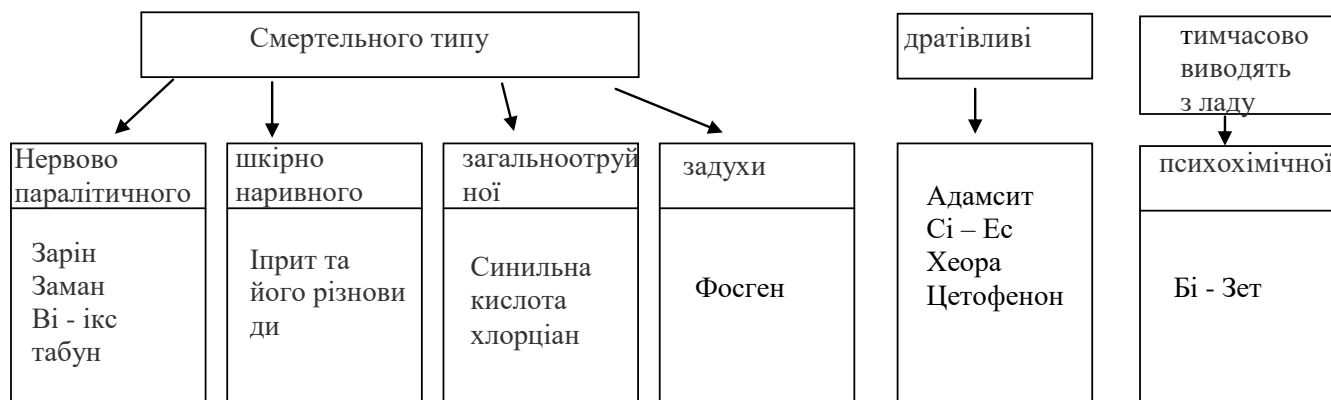 Смертельного типу
дратівливі
тимчасово
виводять
з ладу
Нервово
паралітичного
шкірно
наривного
загальноотруй
ної
задухи
психохімічної
Зарін
Заман
Ві - ікс
табун
Іприт та
його різнови
ди
Синильна
кислота
хлорціан
Фосген
Адамсит
Сі – Ес
Хеора
Цетофенон
Бі - Зет